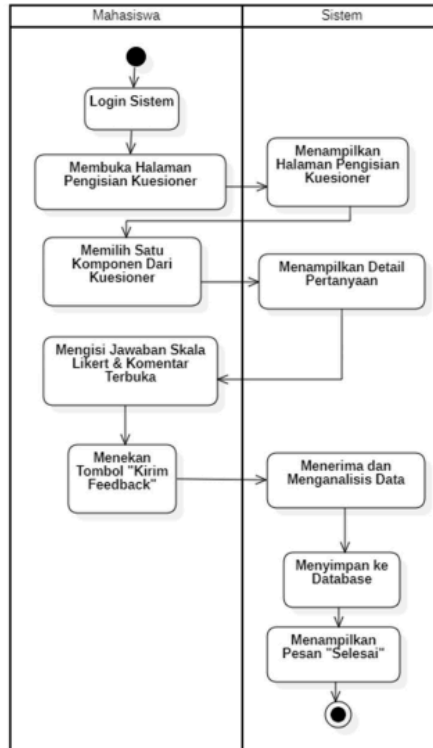 Mahasiswa
Sistem
Login Sistem
Membuka Halaman
Pengisian Kuesioner
Menampilkan
Halaman Pengisian
Kuesioner
Memilih Satu
Komponen Dari
Kuesioner
Menampilkan Detail
Pertanyaan
Mengisi Jawaban Skala
Likert & Komentar
Terbuka
Menekan
Tombol "Kirim
Feedback"
Menerima dan
Menganalisis Data
Menyimpan ke
Database
Menampilkan
Pesan "Selesai"